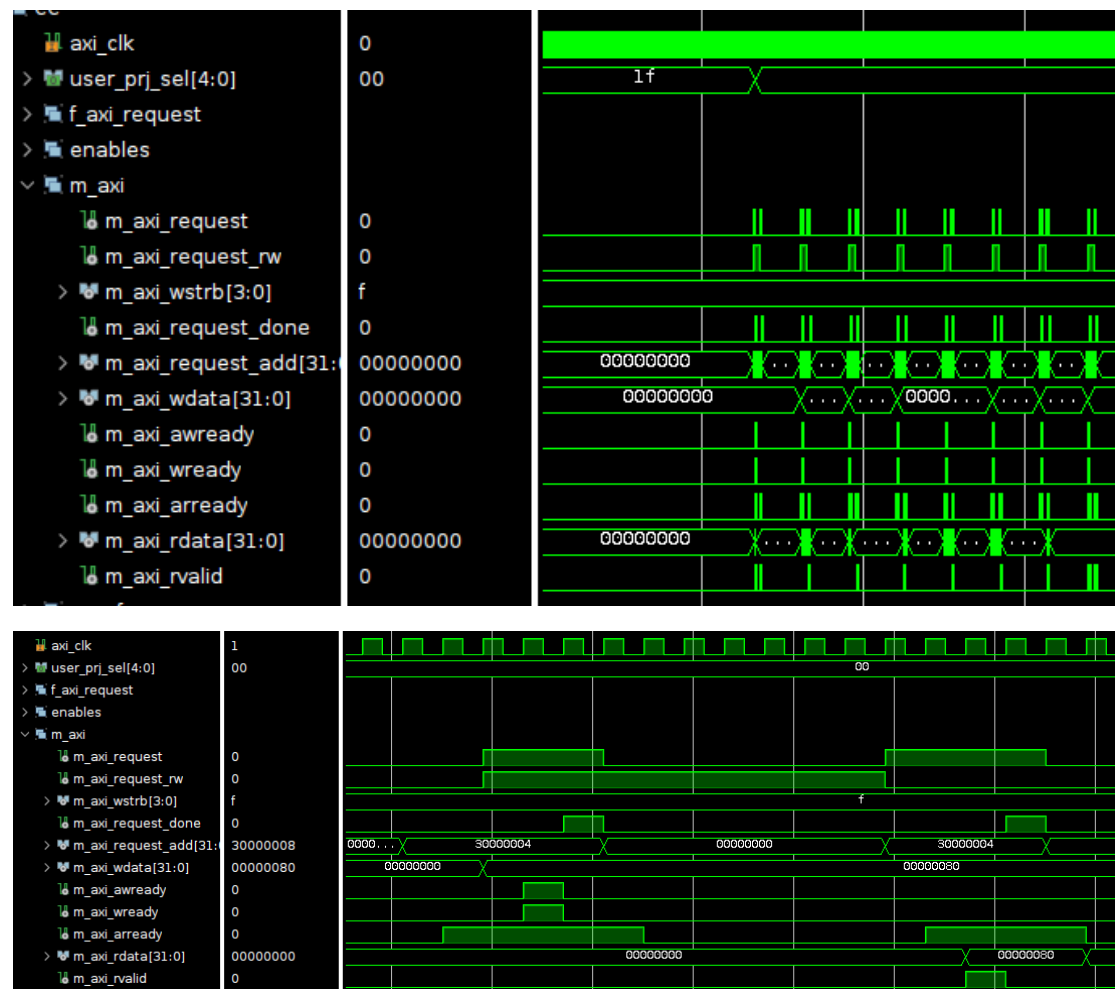 axi_clk 0
user_prj_sel[4:0] 00 1f
f_axi_request
enables
m_axi
m_axi_request 0
m_axi_request_rw 0
m_axi_wstrb[3:0] f
m_axi_request_done 0
m_axi_request_add[31: 00000000 00000000 ... ... ... ... ... ... ...
m_axi_wdata[31:0] 00000000 00000000 ... ... 0000... ... ...
m_axi_awready 0
m_axi_wready 0
m_axi_arready 0
m_axi_rdata[31:0] 00000000 00000000 ... ... ... ... ... ...
m_axi_rvalid 0
axi_clk 1
user_prj_sel[4:0] 00 00
f_axi_request
enables
m_axi
m_axi_request 0
m_axi_request_rw 0
m_axi_wstrb[3:0] f f
m_axi_request_done 0
m_axi_request_add[31: 30000008 0000... 30000004 00000000 30000004
m_axi_wdata[31:0] 00000080 00000000 00000080
m_axi_awready 0
m_axi_wready 0
m_axi_arready 0
m_axi_rdata[31:0] 00000000 00000000 00000080
m_axi_rvalid 0